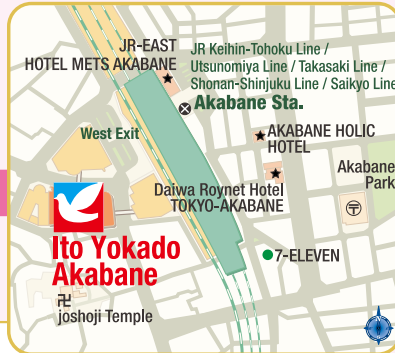 JR-EAST
HOTEL METS AKABANE
JR Keihin-Tohoku Line /
Utsunomiya Line / Takasaki Line /
Shonan-Shinjuku Line / Saikyo Line
Akabane Sta.
West Exit
AKABANE HOLIC
HOTEL
Akabane
Park
Daiwa Roynet Hotel
TOKYO-AKABANE
Ito Yokado
Akabane
7-ELEVEN
卍
joshoji Temple